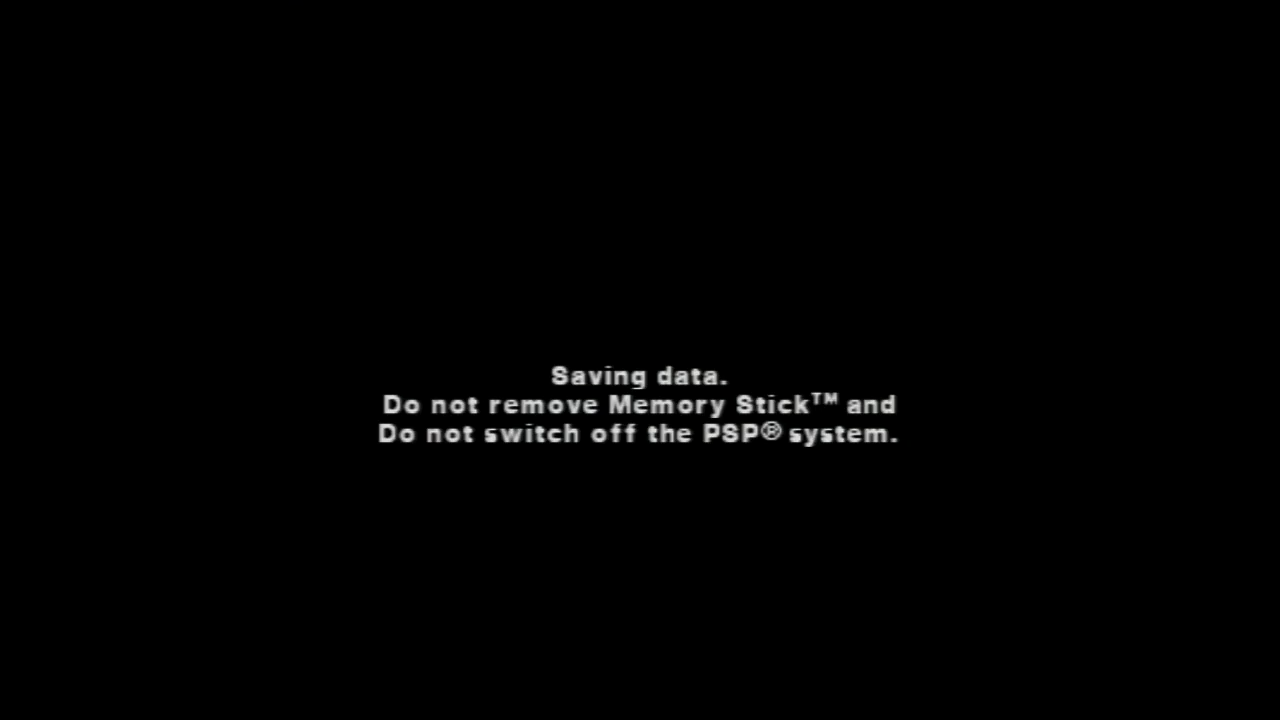 Saving data.
Do not remove Memory Stick™ and
Do not switch off the PSP® system.